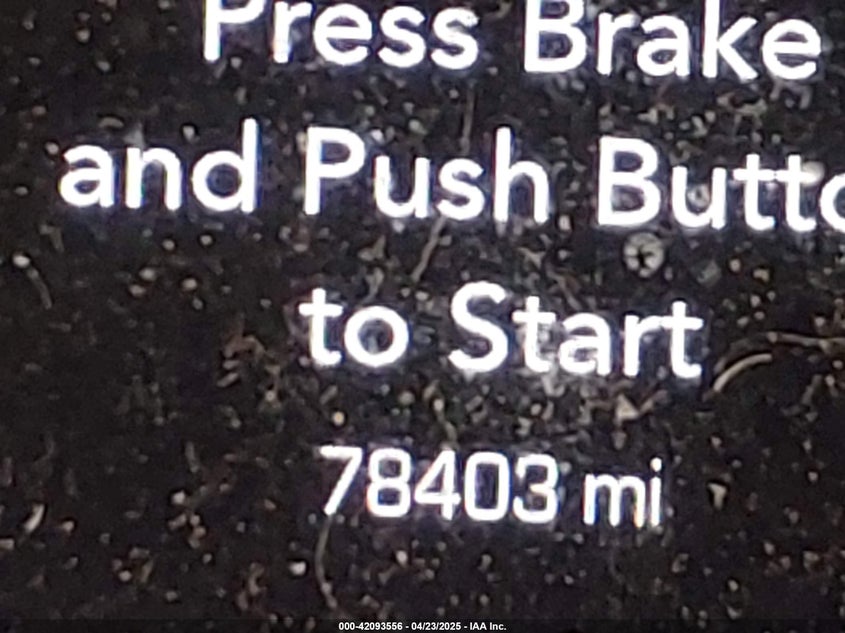 Press Brake
and Push Butto
to Start
78403 mi
000-42093556 - 04/23/2025 - IAA Inc.